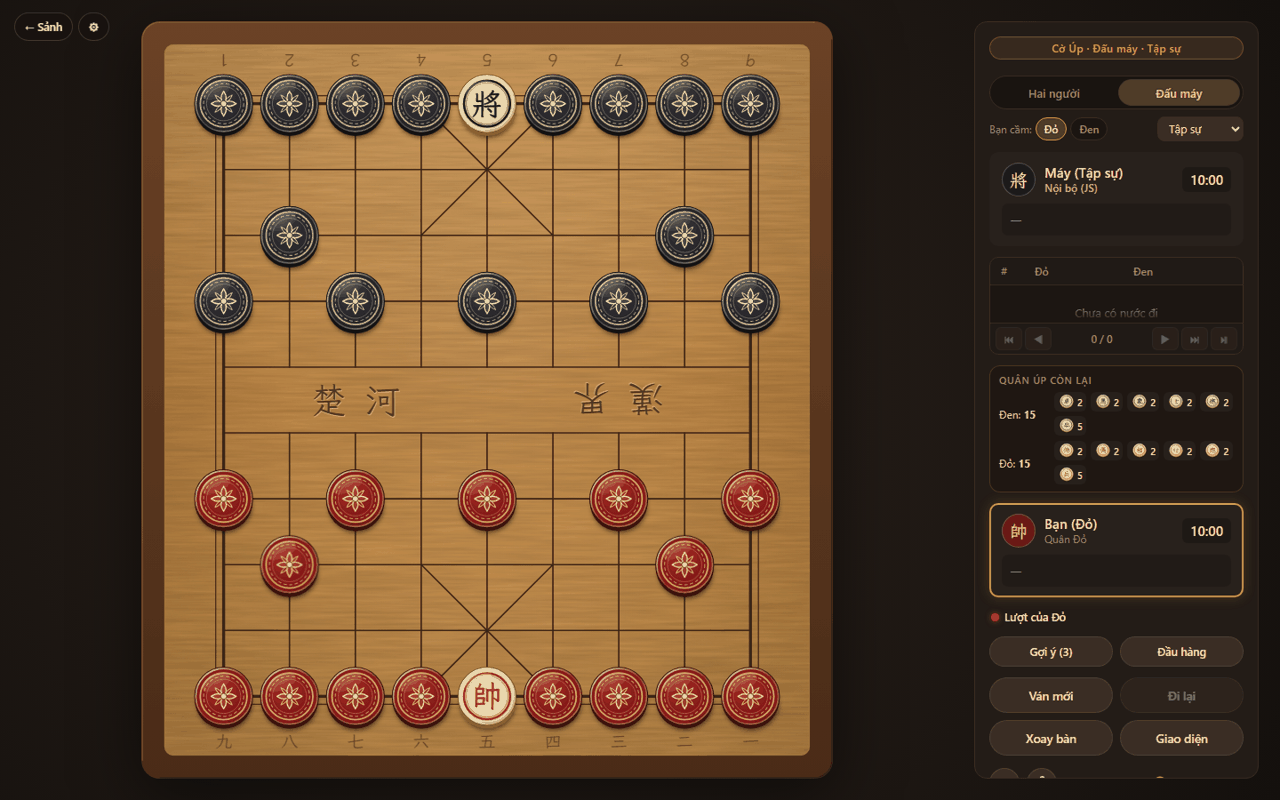 ← Sảnh
1 2 3 4 5 6 7 8 9
將
楚河
漢界
帥
九 八 七 六 五 四 三 二 一
Cờ Úp · Đấu máy · Tập sự
Hai người
Đấu máy
Bạn cầm:
Đỏ
Đen
Tập sự
將
Máy (Tập sự)
Nội bộ (JS)
10:00
—
# Đỏ Đen
Chưa có nước đi
0 / 0
QUÂN ÚP CÒN LẠI
Đen: 15
2 2 2 2 2
5
Đỏ: 15
2 2 2 2 2
5
帥
Bạn (Đỏ)
Quân Đỏ
10:00
—
Lượt của Đỏ
Gợi ý (3)
Đầu hàng
Ván mới
Đi lại
Xoay bàn
Giao diện